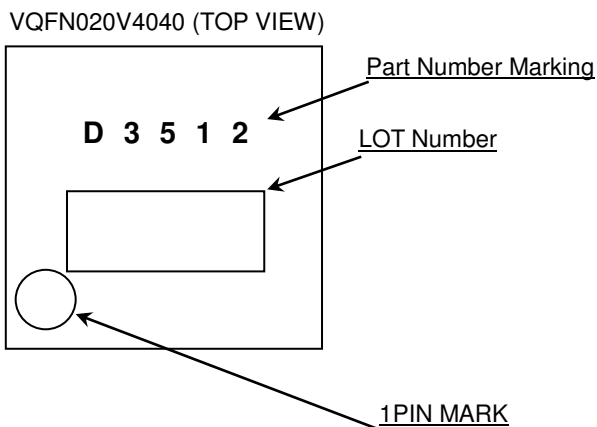 VQFN020V4040 (TOP VIEW)
Part Number Marking
D 3 5 1 2
LOT Number
1PIN MARK